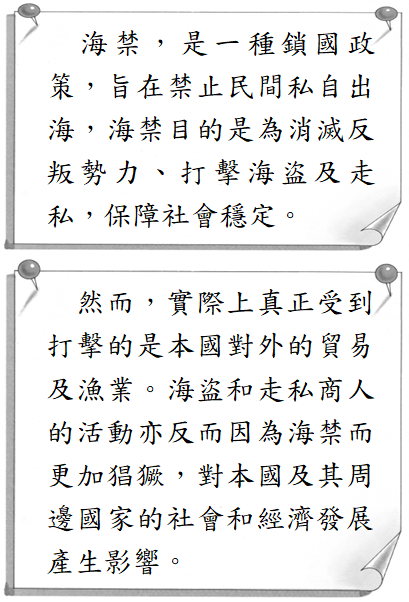 海禁，是一種鎖國政
策，旨在禁止民間私自出
海，海禁目的是為消滅反
叛勢力、打擊海盜及走
私，保障社會穩定。
然而，實際上真正受到
打擊的是本國對外的貿易
及漁業。海盜和走私商人
的活動亦反而因為海禁而
更加猖獗，對本國及其周
邊國家的社會和經濟發展
產生影響。